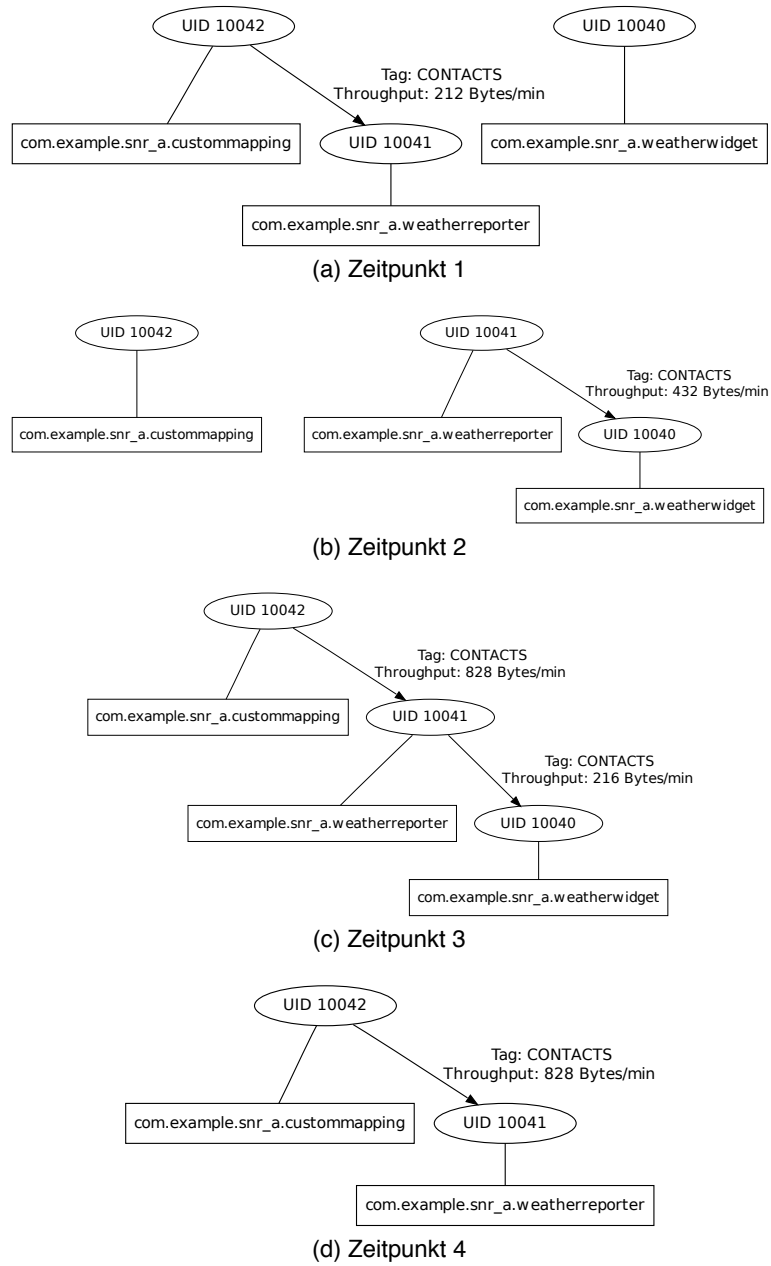 UID 10042
UID 10040
Tag: CONTACTS
Throughput: 212 Bytes/min
com.example.snr_a.custommapping
UID 10041
com.example.snr_a.weatherwidget
com.example.snr_a.weatherreporter
(a) Zeitpunkt 1
UID 10042
UID 10041
Tag: CONTACTS
Throughput: 432 Bytes/min
com.example.snr_a.custommapping
com.example.snr_a.weatherreporter
UID 10040
com.example.snr_a.weatherwidget
(b) Zeitpunkt 2
UID 10042
Tag: CONTACTS
Throughput: 828 Bytes/min
com.example.snr_a.custommapping
UID 10041
Tag: CONTACTS
Throughput: 216 Bytes/min
com.example.snr_a.weatherreporter
UID 10040
com.example.snr_a.weatherwidget
(c) Zeitpunkt 3
UID 10042
Tag: CONTACTS
Throughput: 828 Bytes/min
com.example.snr_a.custommapping
UID 10041
com.example.snr_a.weatherreporter
(d) Zeitpunkt 4